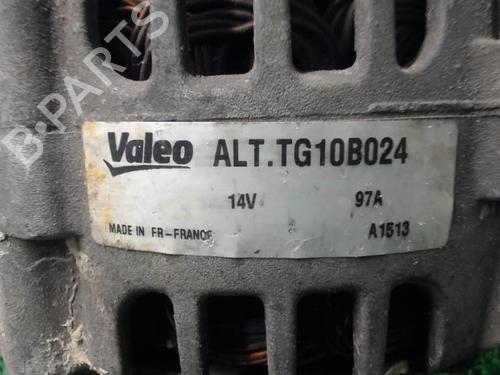 Valeo ALT.TG10B024
14V 97A
MADE IN FR-FRANCE A1513
B-PARTS